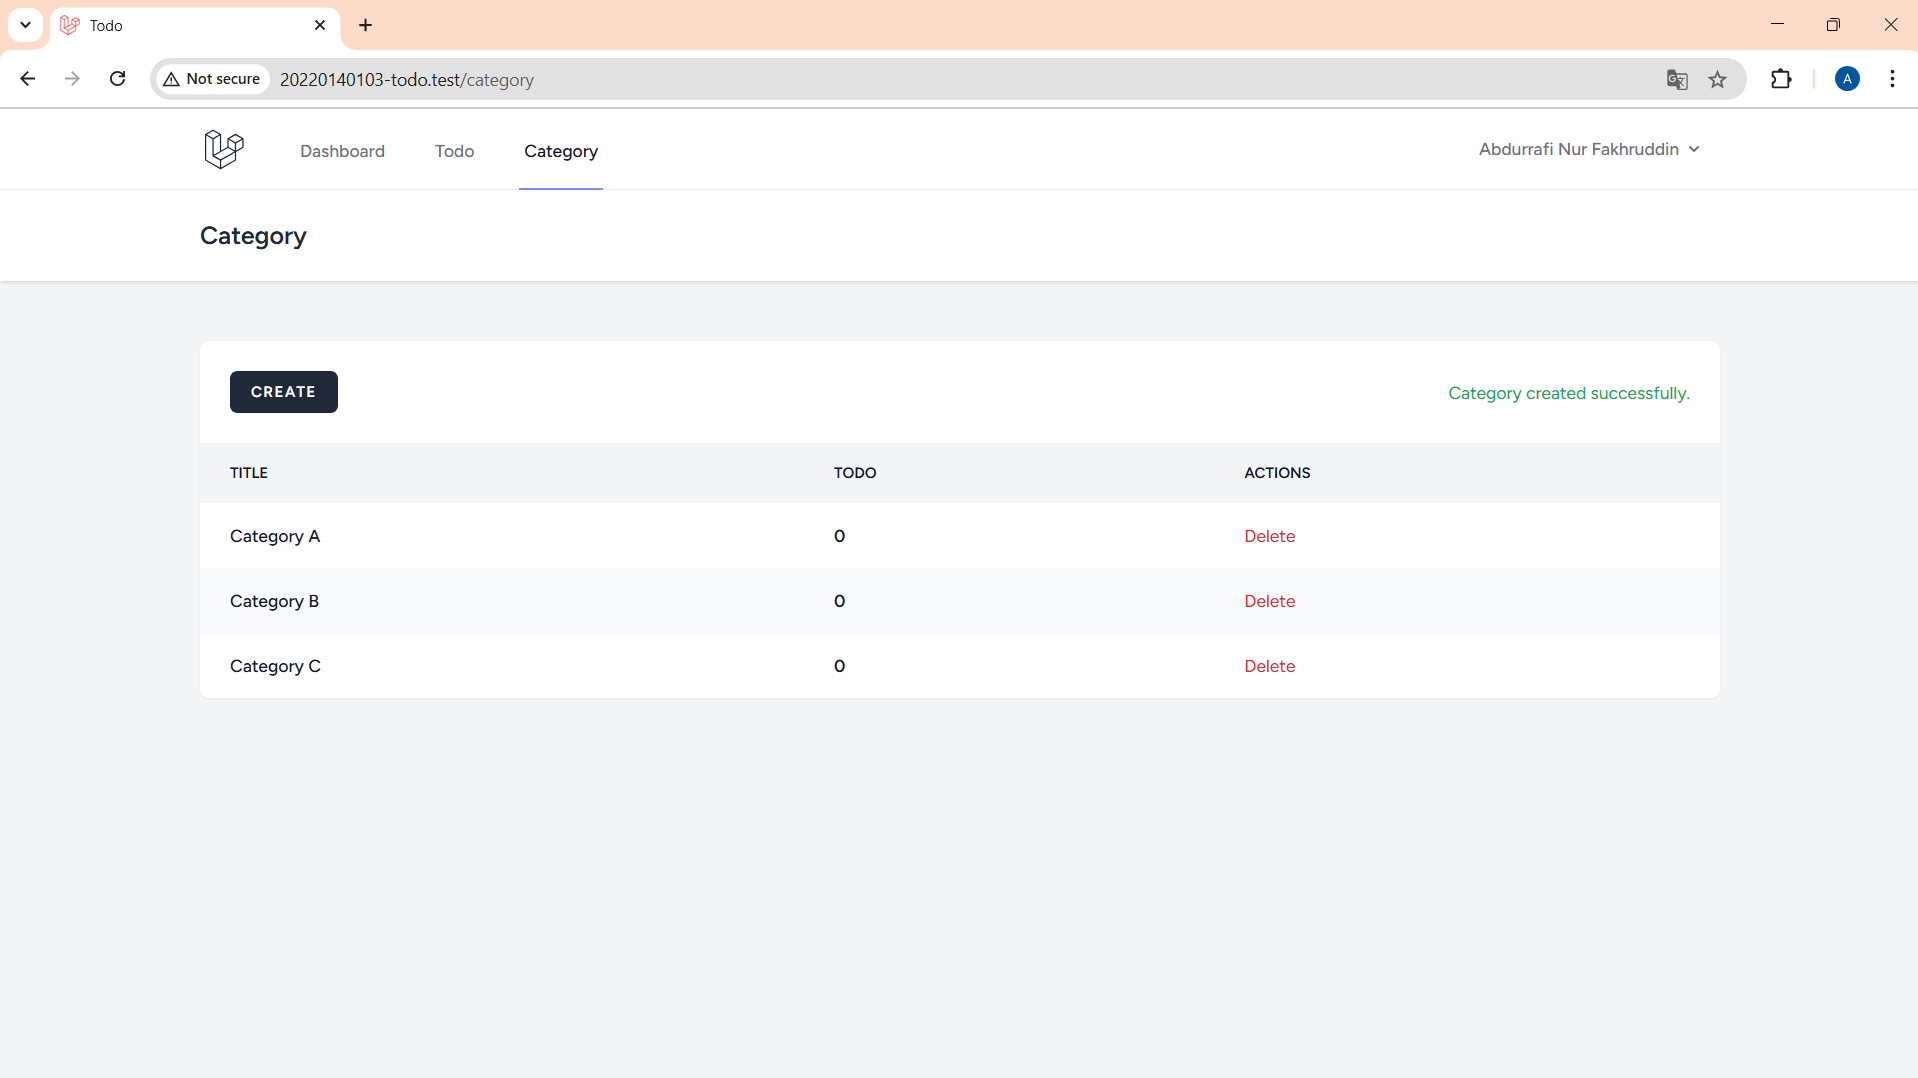 Todo
Not secure 20220140103-todo.test/category
A
Dashboard Todo Category Abdurrafi Nur Fakhruddin
Category
CREATE Category created successfully.
TITLE TODO ACTIONS
Category A 0 Delete
Category B 0 Delete
Category C 0 Delete